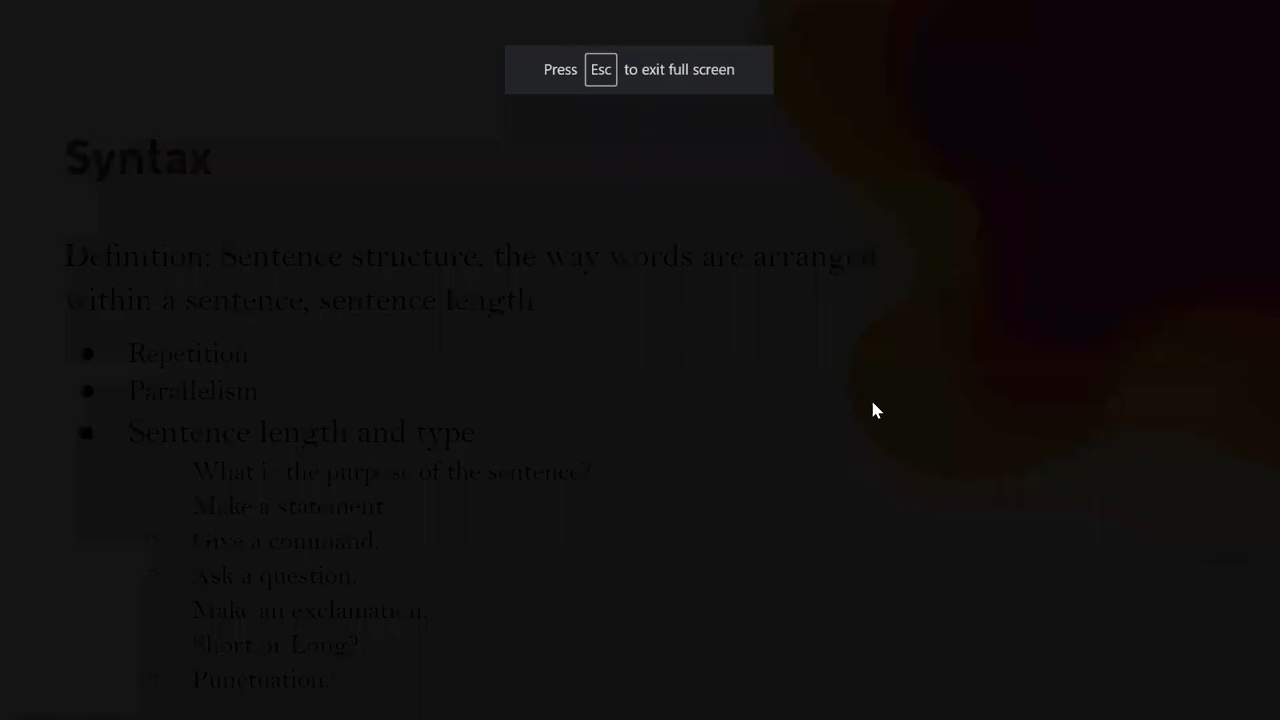 Press Esc to exit full screen
Syntax
Definition: Sentence structure, the way words are arranged
within a sentence, sentence length
Repetition
Parallelism
Sentence length and type
What is the purpose of the sentence?
Make a statement
Give a command.
Ask a question.
Make an exclamation.
Short or Long?
Punctuation?